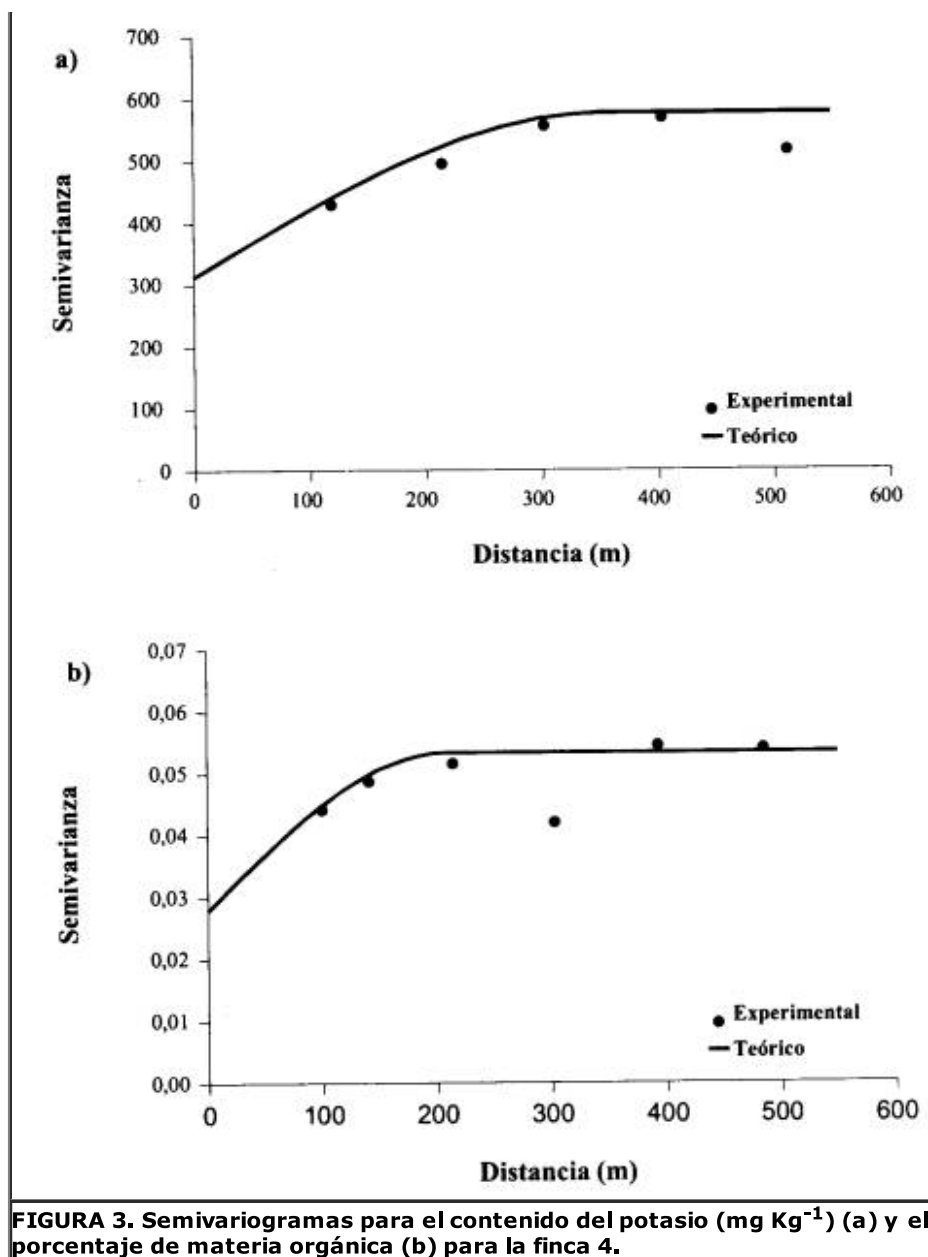 a)
700
600
500
400
300
200
100
0
Semivarianza
Experimental
Teórico
0 100 200 300 400 500 600
Distancia (m)
b)
0,07
0,06
0,05
0,04
0,03
0,02
0,01
0,00
Semivarianza
Experimental
Teórico
0 100 200 300 400 500 600
Distancia (m)
FIGURA 3. Semivariogramas para el contenido del potasio (mg Kg⁻¹) (a) y el
porcentaje de materia orgánica (b) para la finca 4.